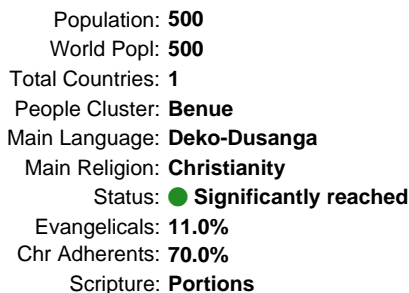 Population: 500
World Popl: 500
Total Countries: 1
People Cluster: Benue
Main Language: Deko-Dusanga
Main Religion: Christianity
Status: Significantly reached
Evangelicals: 11.0%
Chr Adherents: 70.0%
Scripture: Portions